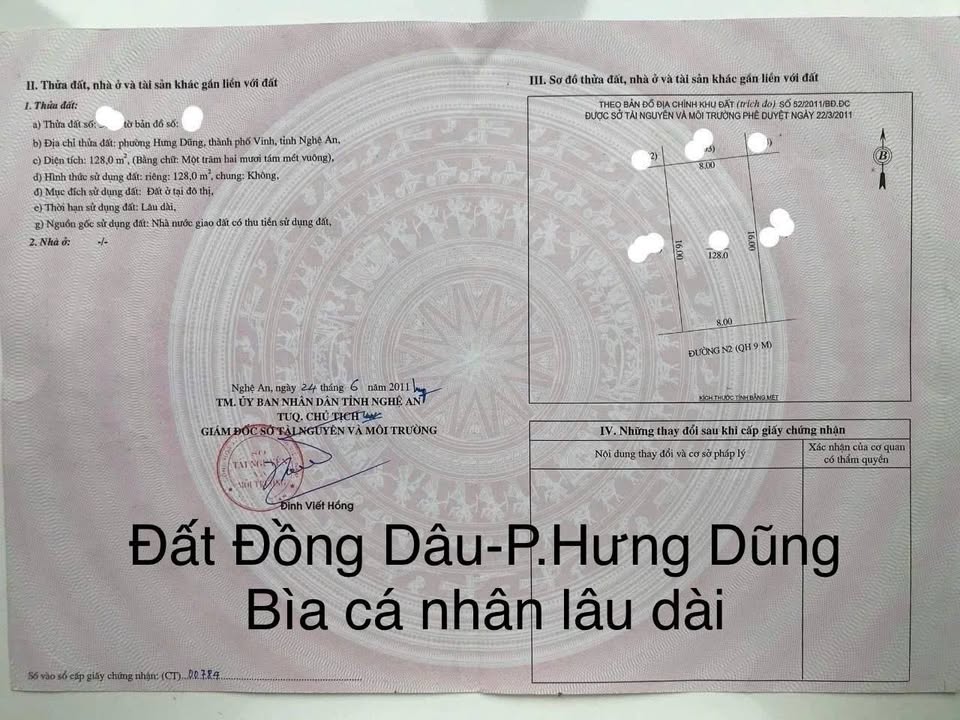 II. Thửa đất, nhà ở và tài sản khác gắn liền với đất
1. Thửa đất:
a) Thửa đất số: tờ bản đồ số:
b) Địa chỉ thửa đất: phường Hưng Dũng, thành phố Vinh, tỉnh Nghệ An,
c) Diện tích: 128,0 m², (Bằng chữ: Một trăm hai mươi tám mét vuông),
d) Hình thức sử dụng đất: riêng: 128,0 m², chung: Không,
đ) Mục đích sử dụng đất: Đất ở tại đô thị,
e) Thời hạn sử dụng đất: Lâu dài,
g) Nguồn gốc sử dụng đất: Nhà nước giao đất có thu tiền sử dụng đất,
2. Nhà ở: -/-
Nghệ An, ngày 24 tháng 6 năm 2011
TM. ỦY BAN NHÂN DÂN TỈNH NGHỆ AN
TUQ. CHỦ TỊCH
GIÁM ĐỐC SỞ TÀI NGUYÊN VÀ MÔI TRƯỜNG
SỞ
TÀI NGUYÊN
VÀ
MÔI TRƯỜNG
Đinh Viết Hồng
III. Sơ đồ thửa đất, nhà ở và tài sản khác gắn liền với đất
THEO BẢN ĐỒ ĐỊA CHÍNH KHU ĐẤT (trích đo) SỐ 52/2011/BĐ.ĐC
ĐƯỢC SỞ TÀI NGUYÊN VÀ MÔI TRƯỜNG PHÊ DUYỆT NGÀY 22/3/2011
B
8.00
16.00
128.0
16.00
8.00
ĐƯỜNG N2 (QH 9 M)
KÍCH THƯỚC TÍNH BẰNG MÉT
IV. Những thay đổi sau khi cấp giấy chứng nhận
Nội dung thay đổi và cơ sở pháp lý
Xác nhận của cơ quan
có thẩm quyền
Đất Đồng Dâu-P.Hưng Dũng
Bìa cá nhân lâu dài
Số vào sổ cấp giấy chứng nhận: (CT)...00784